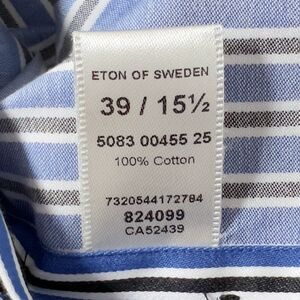 ETON OF SWEDEN
39 / 15½
5083 00455 25
100% Cotton
7320544172784
824099
CA52439